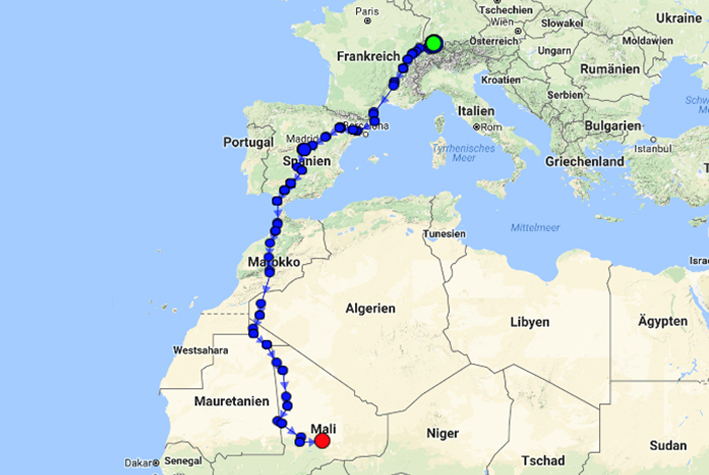 Tschechien
Ukraine
Paris
Slowakei
Wien
Moldawien
Österreich
Frankreich
Ungarn
Rumänien
Kroatien
Serbien
Italien
Bulgarien
Rom
Portugal
Madrid
Istanbul
Spanien
Tyrrhenisches
Meer
Griechenland
Mittelmeer
Tunesien
Marokko
Algerien
Libyen
Ägypten
Westsahara
Mauretanien
Mali
Niger
Tschad
Sudan
Dakar
Senegal